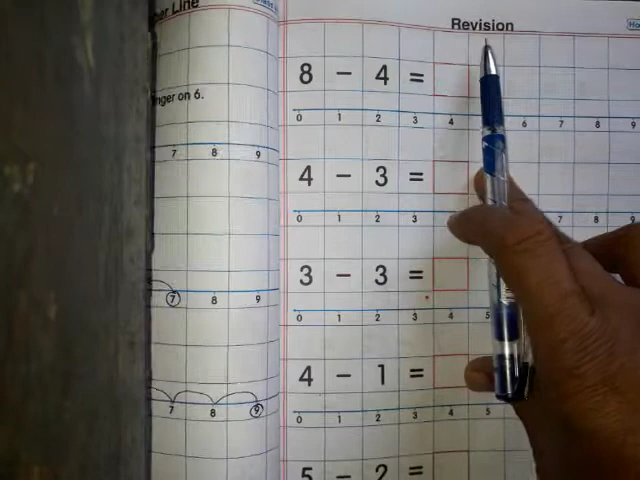 ber Line
nger on 6.
7 8 9
7 8 9
7 8 9
Revision
8 - 4 =
0 1 2 3 4 6 7 8 9
4 - 3 =
0 1 2 3 7 8 9
3 - 3 =
0 1 2 3 4 5
4 - 1 =
0 1 2 3 4 5
5 - 2 =